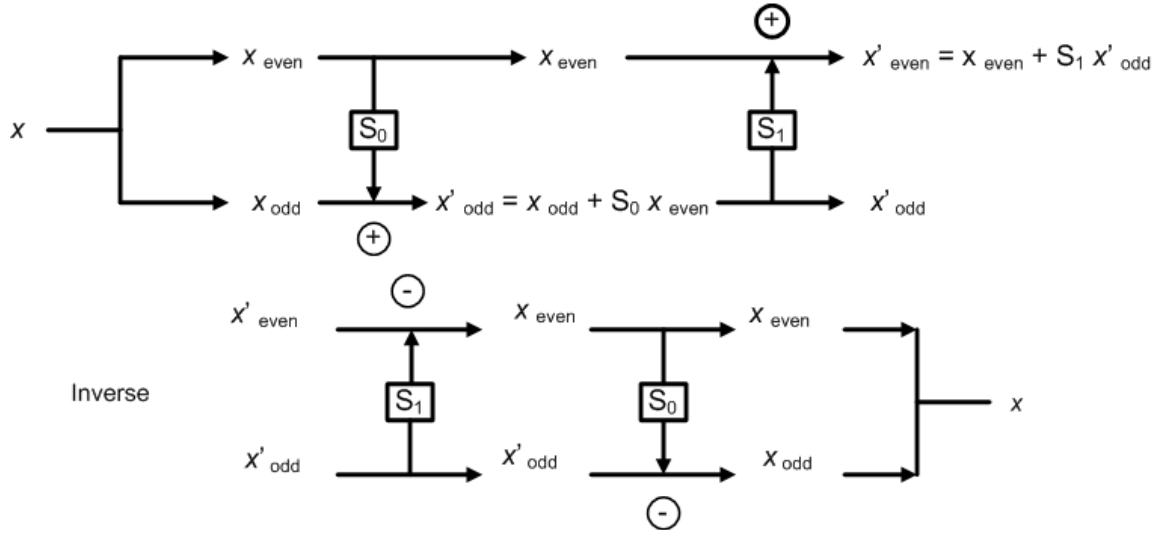 +
x even x even x' even = x even + S1 x' odd
x S0 S1
x odd x' odd = x odd + S0 x even x' odd
+
-
x' even x even x even
Inverse S1 S0 x
x' odd x' odd x odd
-